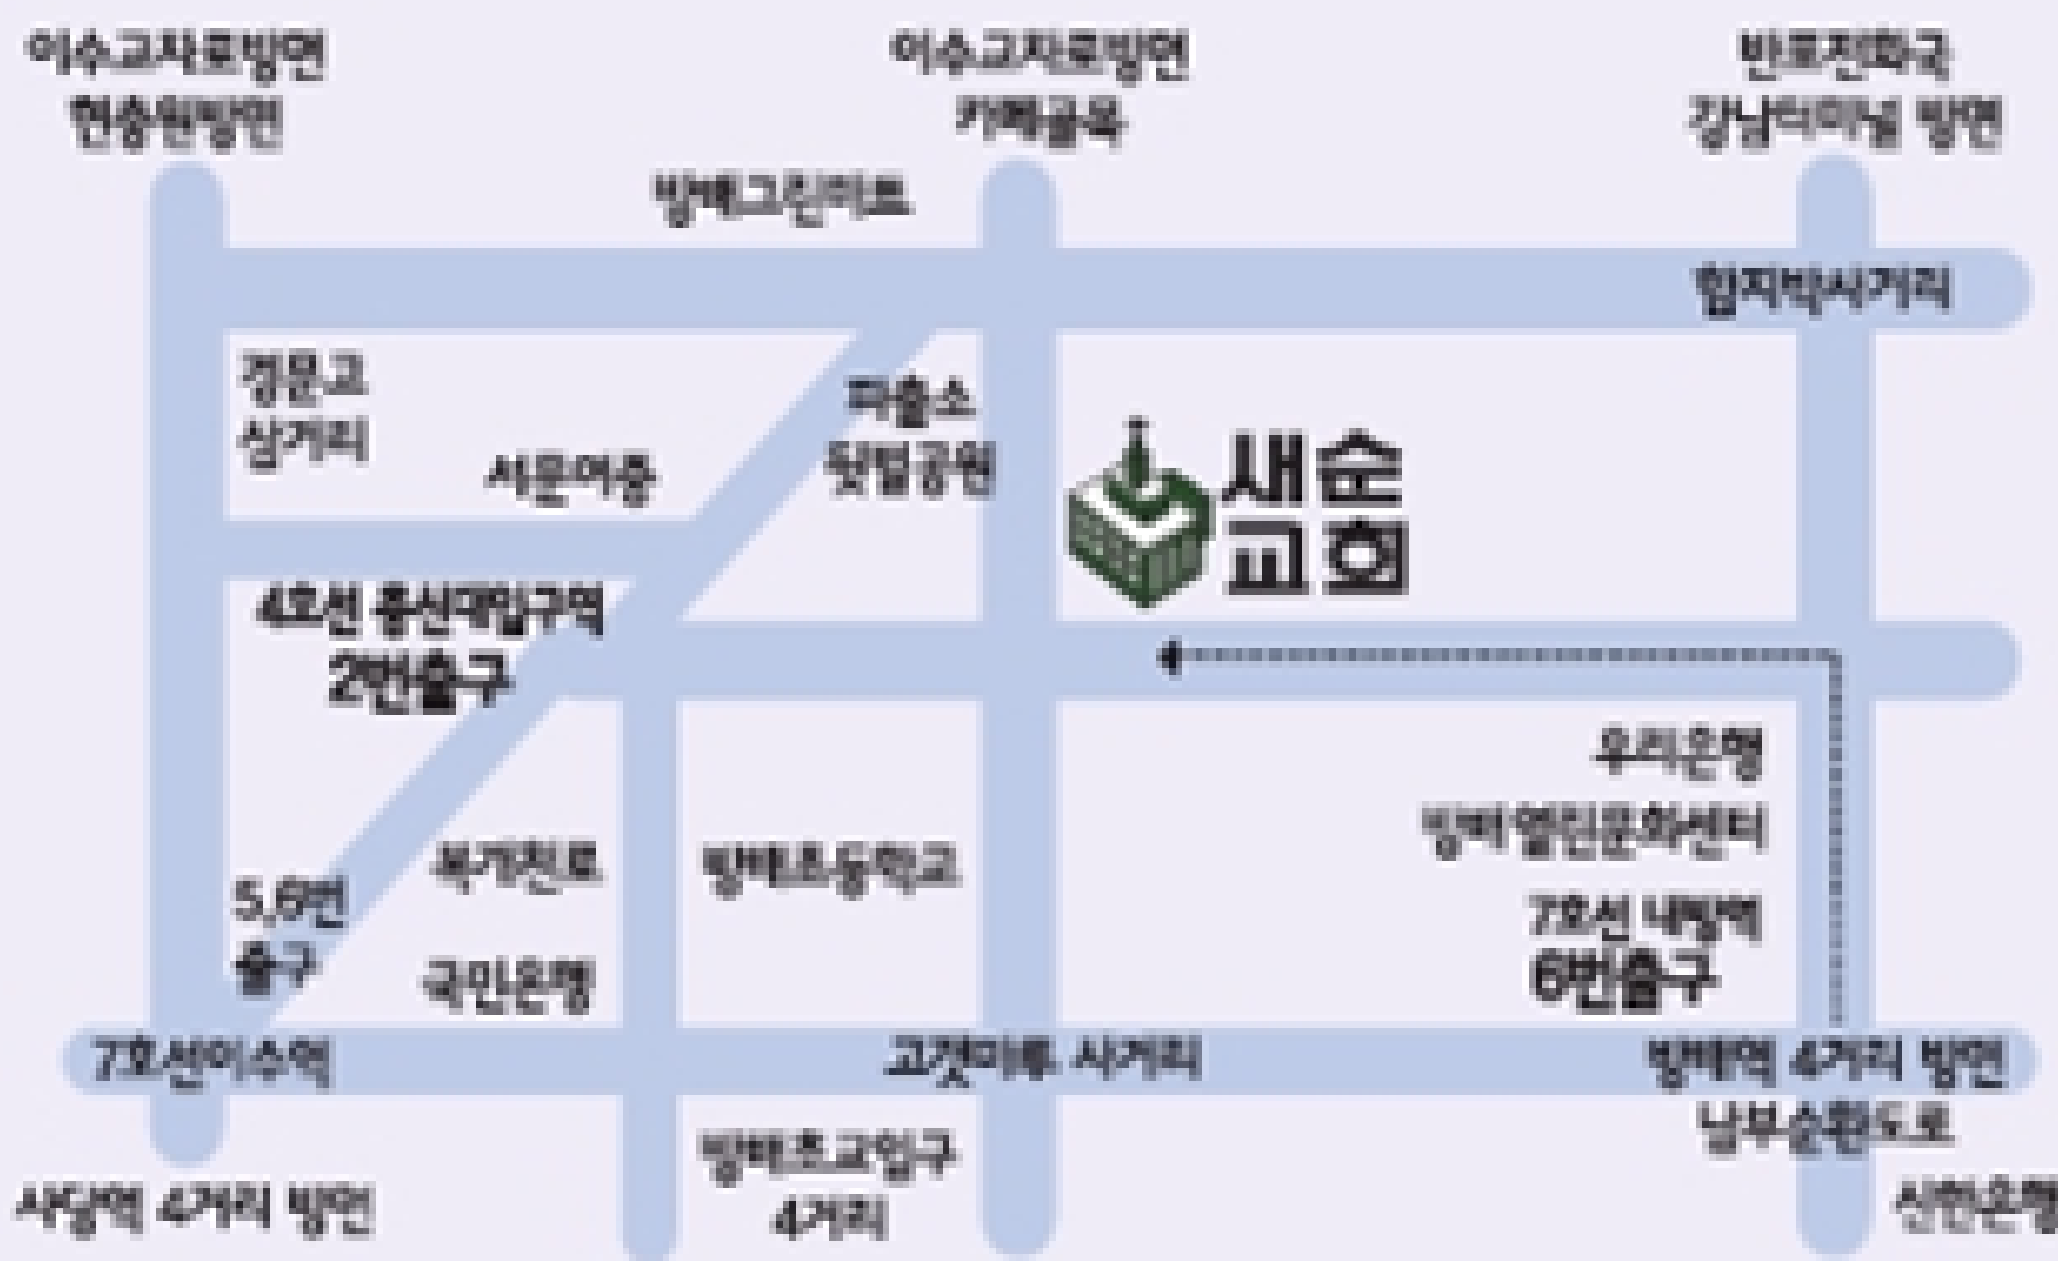 이수교차로방면
현충원방면
이수교차로방면
카페골목
반포전화국
강남터미널 방면
방배그린마트
함지박사거리
경문고
삼거리
파출소
뒷벌공원
서문여중
새순
교회
4호선 총신대입구역
2번출구
우리은행
방배열린문화센터
복개천로
방배초등학교
5,6번
출구
7호선 내방역
6번출구
국민은행
7호선이수역
고갯마루 사거리
방배역 4거리 방면
남부순환도로
방배초교입구
4거리
사당역 4거리 방면
신한은행